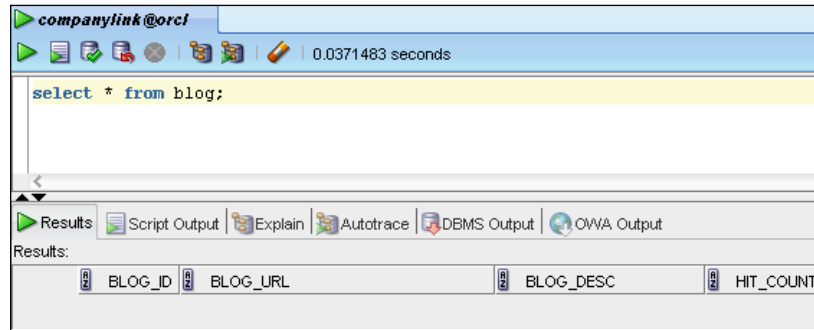 companylink@orcl
0.0371483 seconds
select * from blog;
Results Script Output Explain Autotrace DBMS Output OWA Output
Results:
BLOG_ID BLOG_URL BLOG_DESC HIT_COUNT